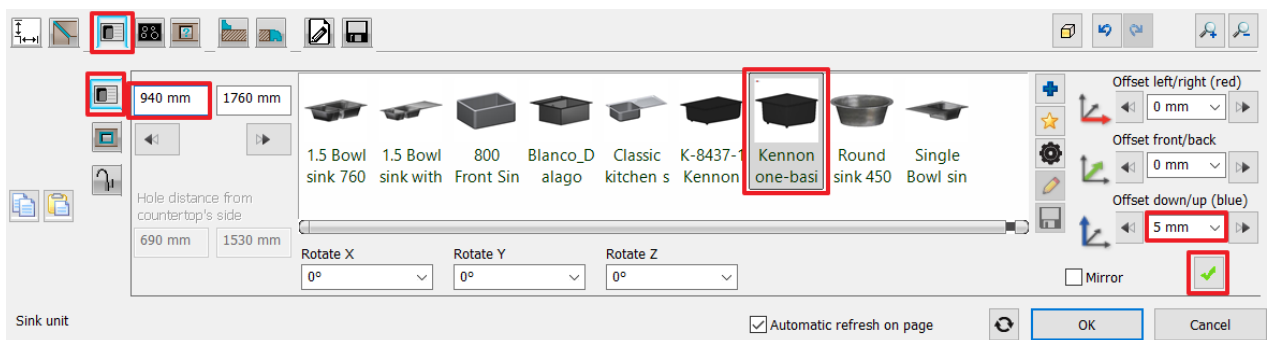 940 mm
1760 mm
Hole distance from
countertop's side
690 mm
1530 mm
1.5 Bowl
sink 760
1.5 Bowl
sink with
800
Front Sin
Blanco_D
alago
Classic
kitchen s
K-8437-1
Kennon
Kennon
one-basi
Round
sink 450
Single
Bowl sin
Rotate X
0°
Rotate Y
0°
Rotate Z
0°
Offset left/right (red)
0 mm
Offset front/back
0 mm
Offset down/up (blue)
5 mm
Mirror
Sink unit
Automatic refresh on page
OK
Cancel